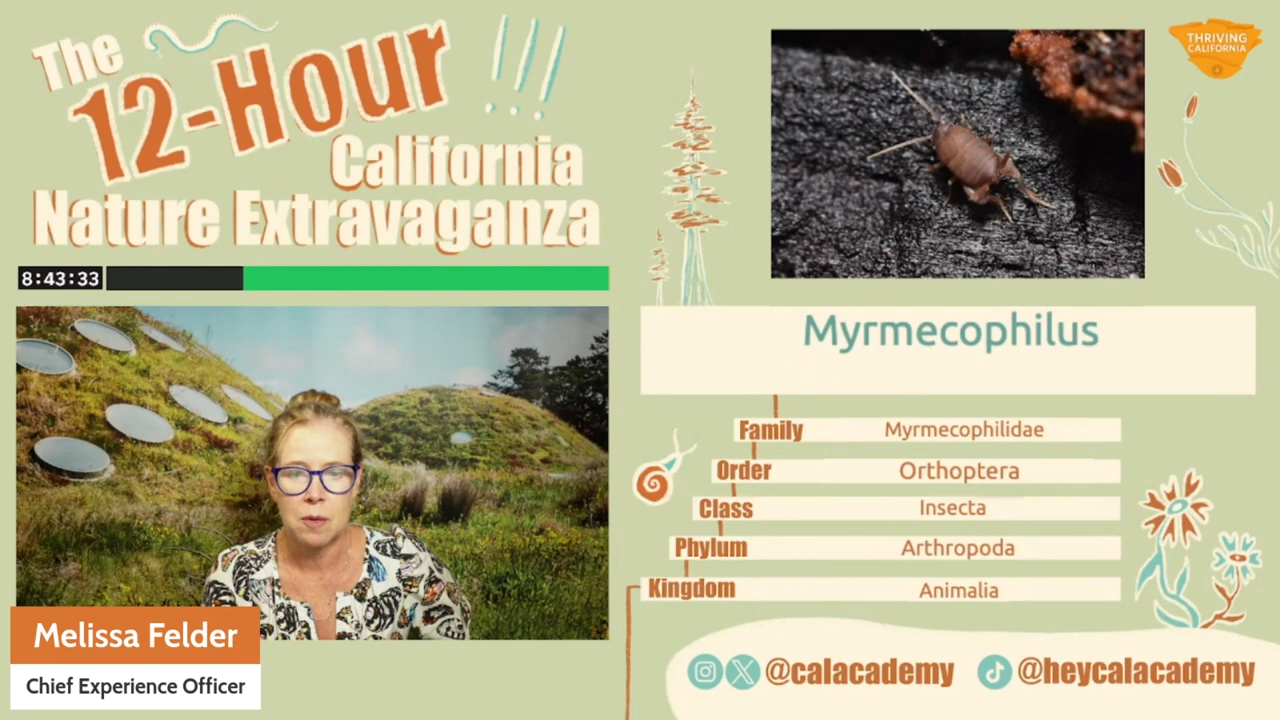 The
12-Hour
California
Nature Extravaganza
!!!
8:43:33
Melissa Felder
Chief Experience Officer
THRIVING
CALIFORNIA
Myrmecophilus
Family Myrmecophilidae
Order Orthoptera
Class Insecta
Phylum Arthropoda
Kingdom Animalia
@calacademy @heycalacademy